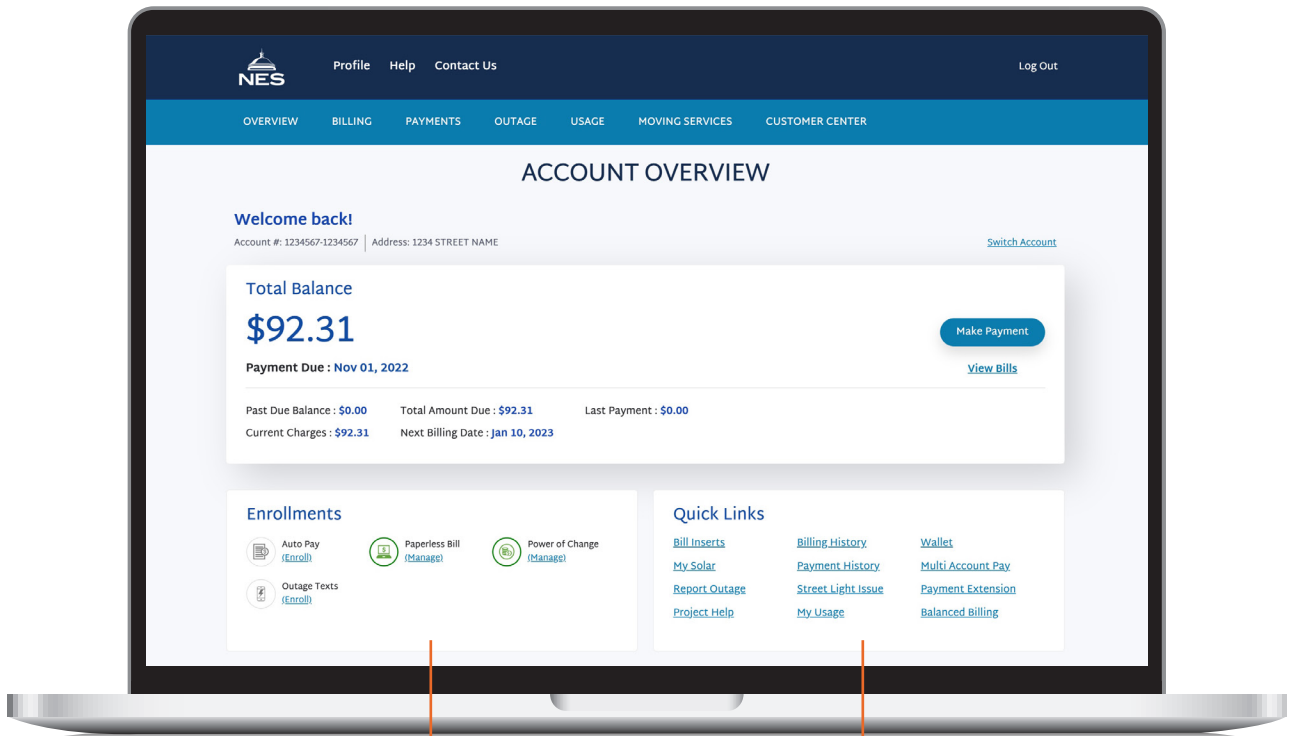 NES Profile Help Contact Us Log Out
OVERVIEW BILLING PAYMENTS OUTAGE USAGE MOVING SERVICES CUSTOMER CENTER
ACCOUNT OVERVIEW
Welcome back!
Account #: 1234567-1234567 Address: 1234 STREET NAME Switch Account
Total Balance
$92.31
Make Payment
Payment Due : Nov 01, 2022 View Bills
Past Due Balance : $0.00 Total Amount Due : $92.31 Last Payment : $0.00
Current Charges : $92.31 Next Billing Date : Jan 10, 2023
Enrollments
Auto Pay
(Enroll)
Paperless Bill
(Manage)
Power of Change
(Manage)
Outage Texts
(Enroll)
Quick Links
Bill Inserts Billing History Wallet
My Solar Payment History Multi Account Pay
Report Outage Street Light Issue Payment Extension
Project Help My Usage Balanced Billing